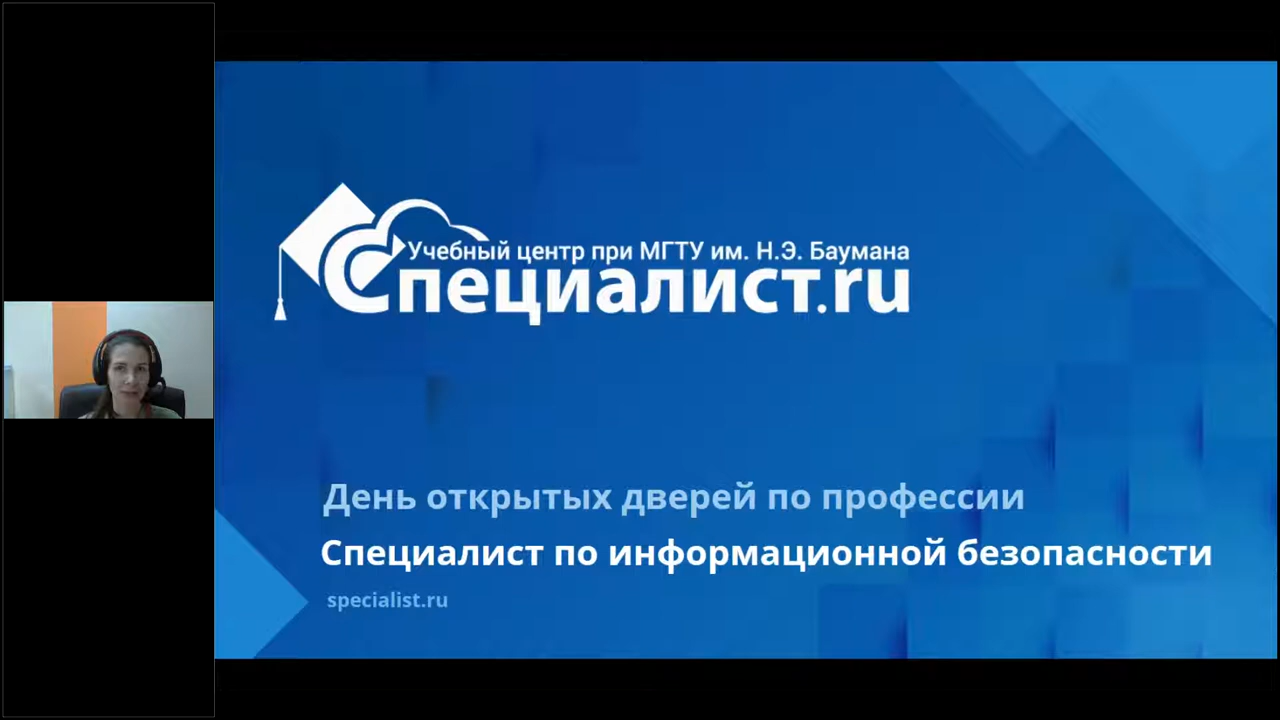 Учебный центр при МГТУ им. Н.Э. Баумана
Специалист.ru
День открытых дверей по профессии
Специалист по информационной безопасности
specialist.ru